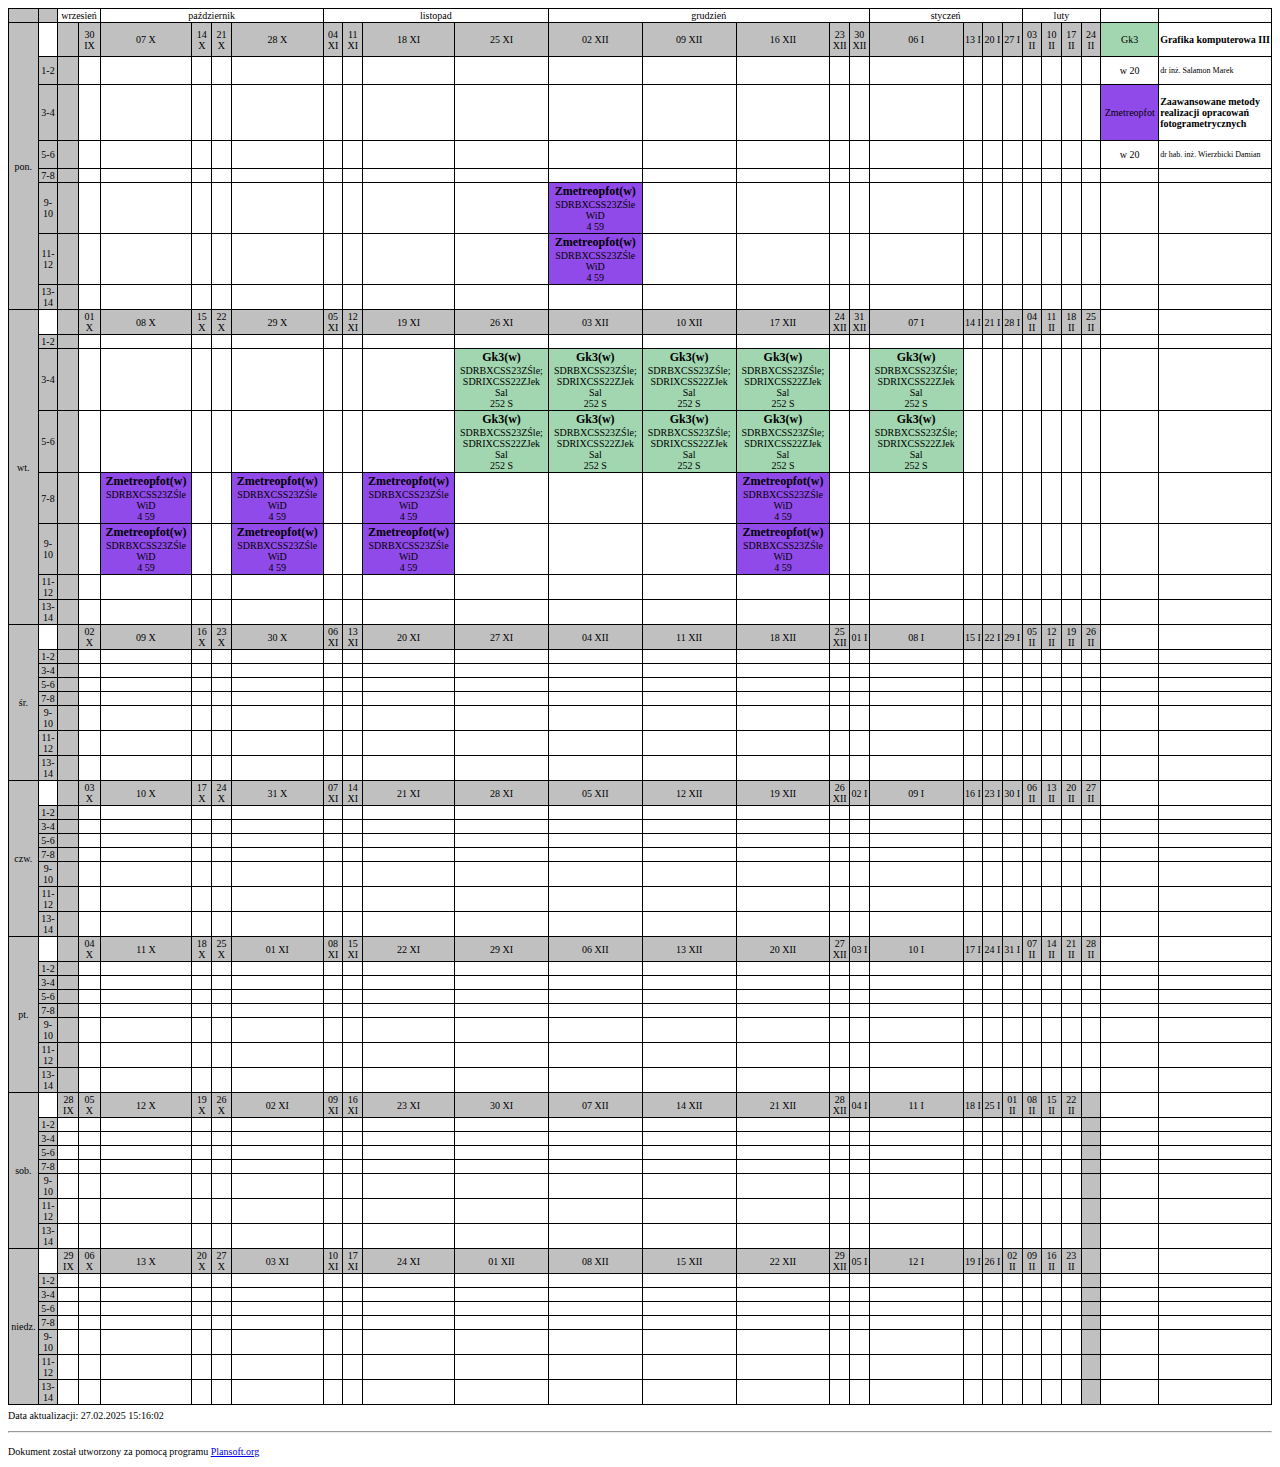 wrzesień październik listopad grudzień styczeń luty
pon. 30 IX 07 X 14 X 21 X 28 X 04 XI 11 XI 18 XI 25 XI 02 XII 09 XII 16 XII 23 XII 30 XII 06 I 13 I 20 I 27 I 03 II 10 II 17 II 24 II Gk3 Grafika komputerowa III
1-2 w 20 dr inż. Salamon Marek
3-4 Zmetreopfot Zaawansowane metody realizacji opracowań fotogrametrycznych
5-6 w 20 dr hab. inż. Wierzbicki Damian
7-8
9-10 Zmetreopfot(w) SDRBXCSS23ZŚle WiD 4 59
11-12 Zmetreopfot(w) SDRBXCSS23ZŚle WiD 4 59
13-14
wt. 01 X 08 X 15 X 22 X 29 X 05 XI 12 XI 19 XI 26 XI 03 XII 10 XII 17 XII 24 XII 31 XII 07 I 14 I 21 I 28 I 04 II 11 II 18 II 25 II
1-2
3-4 Gk3(w) SDRBXCSS23ZŚle; SDRIXCSS22ZJek Sal 252 S Gk3(w) SDRBXCSS23ZŚle; SDRIXCSS22ZJek Sal 252 S Gk3(w) SDRBXCSS23ZŚle; SDRIXCSS22ZJek Sal 252 S Gk3(w) SDRBXCSS23ZŚle; SDRIXCSS22ZJek Sal 252 S Gk3(w) SDRBXCSS23ZŚle; SDRIXCSS22ZJek Sal 252 S
5-6 Gk3(w) SDRBXCSS23ZŚle; SDRIXCSS22ZJek Sal 252 S Gk3(w) SDRBXCSS23ZŚle; SDRIXCSS22ZJek Sal 252 S Gk3(w) SDRBXCSS23ZŚle; SDRIXCSS22ZJek Sal 252 S Gk3(w) SDRBXCSS23ZŚle; SDRIXCSS22ZJek Sal 252 S Gk3(w) SDRBXCSS23ZŚle; SDRIXCSS22ZJek Sal 252 S
7-8 Zmetreopfot(w) SDRBXCSS23ZŚle WiD 4 59 Zmetreopfot(w) SDRBXCSS23ZŚle WiD 4 59 Zmetreopfot(w) SDRBXCSS23ZŚle WiD 4 59 Zmetreopfot(w) SDRBXCSS23ZŚle WiD 4 59
9-10 Zmetreopfot(w) SDRBXCSS23ZŚle WiD 4 59 Zmetreopfot(w) SDRBXCSS23ZŚle WiD 4 59 Zmetreopfot(w) SDRBXCSS23ZŚle WiD 4 59 Zmetreopfot(w) SDRBXCSS23ZŚle WiD 4 59
11-12
13-14
śr. 02 X 09 X 16 X 23 X 30 X 06 XI 13 XI 20 XI 27 XI 04 XII 11 XII 18 XII 25 XII 01 I 08 I 15 I 22 I 29 I 05 II 12 II 19 II 26 II
1-2
3-4
5-6
7-8
9-10
11-12
13-14
czw. 03 X 10 X 17 X 24 X 31 X 07 XI 14 XI 21 XI 28 XI 05 XII 12 XII 19 XII 26 XII 02 I 09 I 16 I 23 I 30 I 06 II 13 II 20 II 27 II
1-2
3-4
5-6
7-8
9-10
11-12
13-14
pt. 04 X 11 X 18 X 25 X 01 XI 08 XI 15 XI 22 XI 29 XI 06 XII 13 XII 20 XII 27 XII 03 I 10 I 17 I 24 I 31 I 07 II 14 II 21 II 28 II
1-2
3-4
5-6
7-8
9-10
11-12
13-14
sob. 28 IX 05 X 12 X 19 X 26 X 02 XI 09 XI 16 XI 23 XI 30 XI 07 XII 14 XII 21 XII 28 XII 04 I 11 I 18 I 25 I 01 II 08 II 15 II 22 II
1-2
3-4
5-6
7-8
9-10
11-12
13-14
niedz. 29 IX 06 X 13 X 20 X 27 X 03 XI 10 XI 17 XI 24 XI 01 XII 08 XII 15 XII 22 XII 29 XII 05 I 12 I 19 I 26 I 02 II 09 II 16 II 23 II
1-2
3-4
5-6
7-8
9-10
11-12
13-14
Data aktualizacji: 27.02.2025 15:16:02
Dokument został utworzony za pomocą programu Plansoft.org